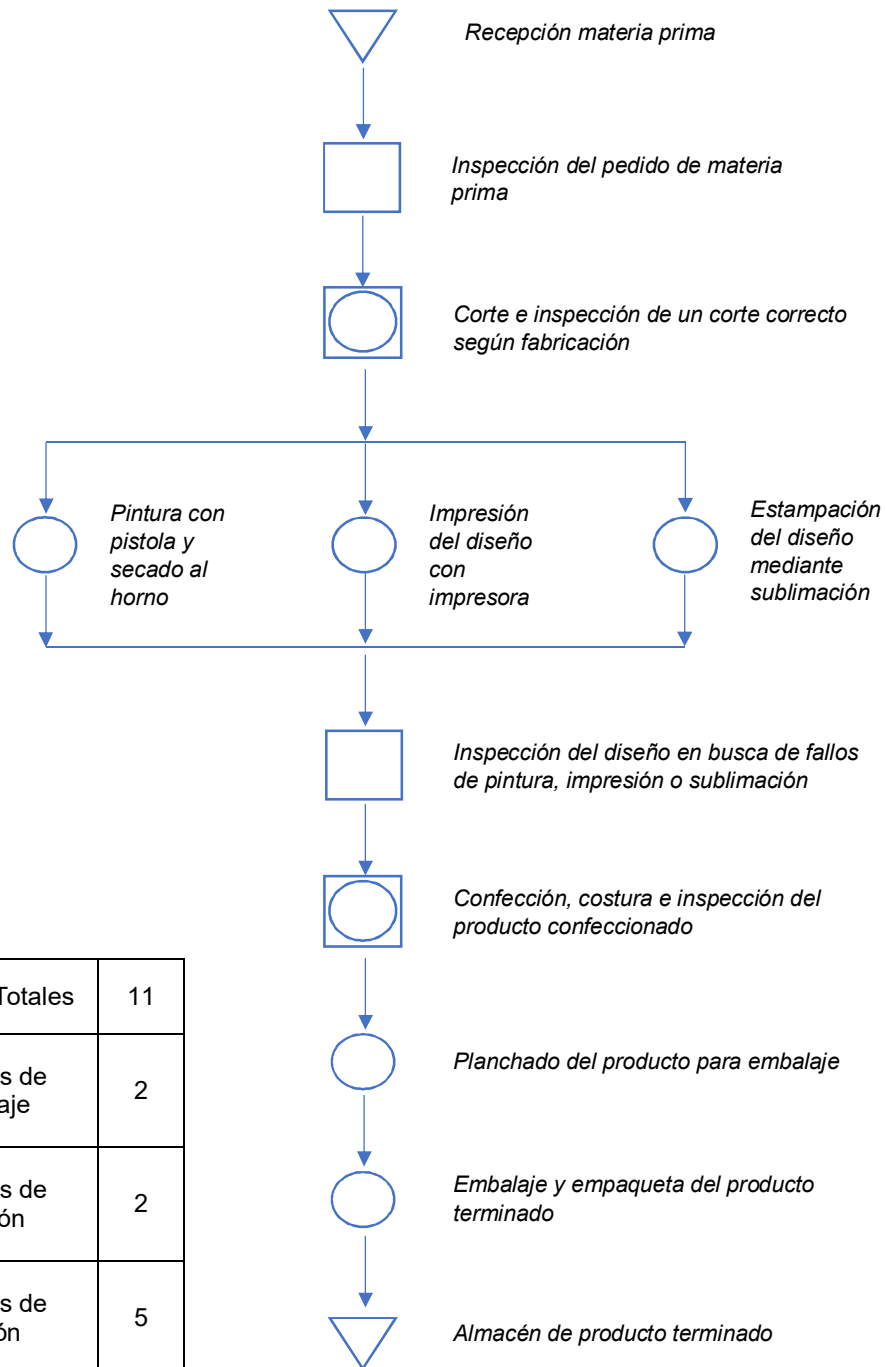 Recepción materia prima
Inspección del pedido de materia
prima
Corte e inspección de un corte correcto
según fabricación
Pintura con
pistola y
secado al
horno
Impresión
del diseño
con
impresora
Estampación
del diseño
mediante
sublimación
Inspección del diseño en busca de fallos
de pintura, impresión o sublimación
Confección, costura e inspección del
producto confeccionado
Planchado del producto para embalaje
Embalaje y empaqueta del producto
terminado
Almacén de producto terminado
Totales 11
s de
aje 2
s de
ón 2
s de
ón 5